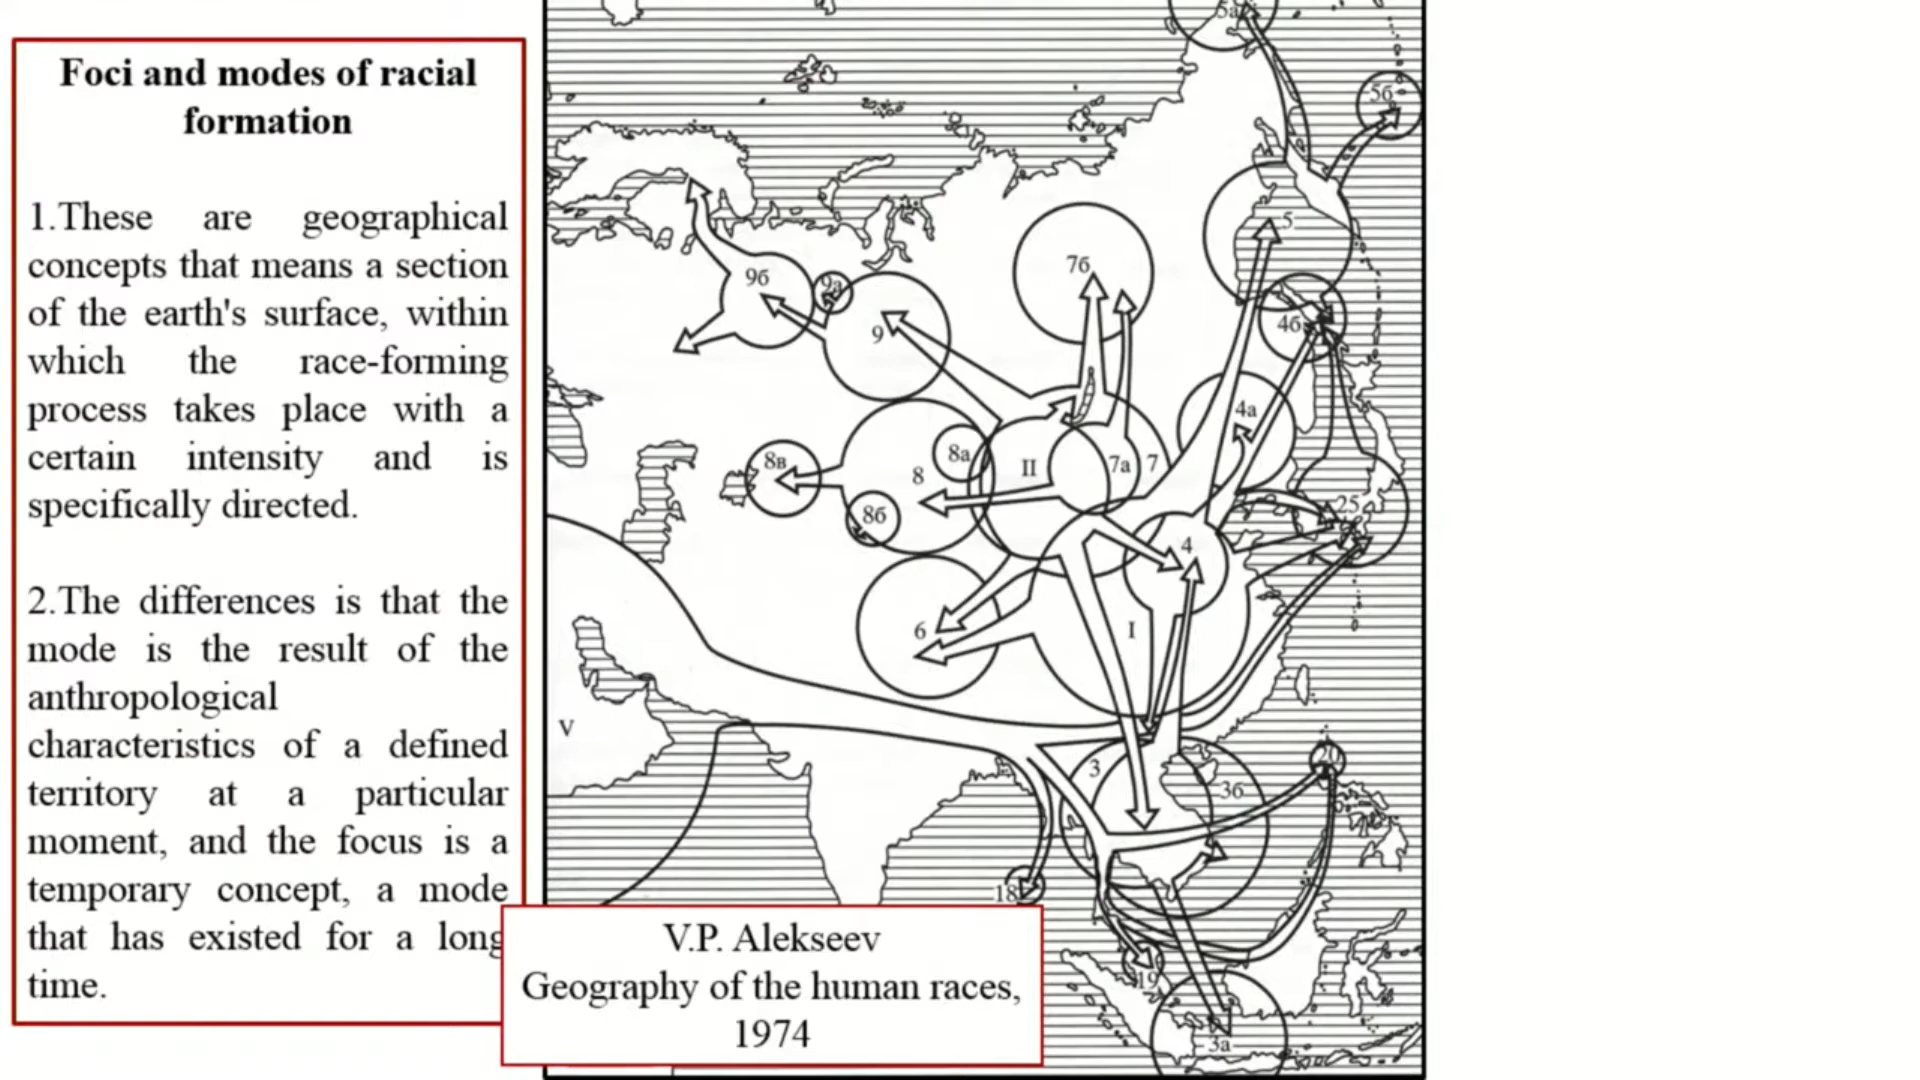 Foci and modes of racial
formation
1.These are geographical
concepts that means a section
of the earth's surface, within
which the race-forming
process takes place with a
certain intensity and is
specifically directed.
2.The differences is that the
mode is the result of the
anthropological
characteristics of a defined
territory at a particular
moment, and the focus is a
temporary concept, a mode
that has existed for a long
time.
V.P. Alekseev
Geography of the human races,
1974
5а
5б
5
7б
9б
9а
9
4б
4а
8в
8а
8
8б
II
7а
7
25
4
6
I
V
3
3б
20
18
19
3а